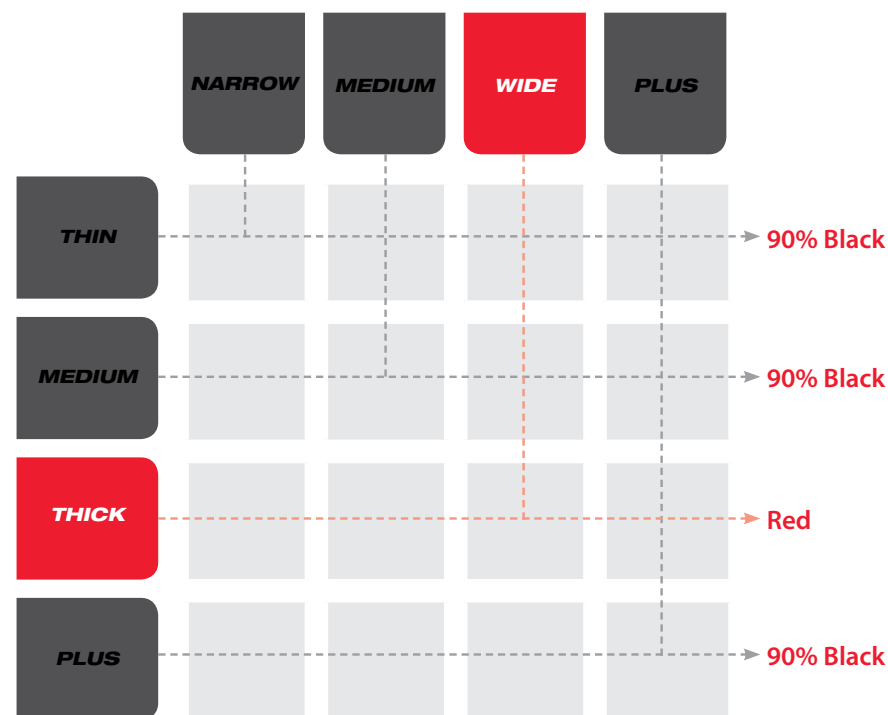 NARROW MEDIUM WIDE PLUS
THIN 90% Black
MEDIUM 90% Black
THICK Red
PLUS 90% Black